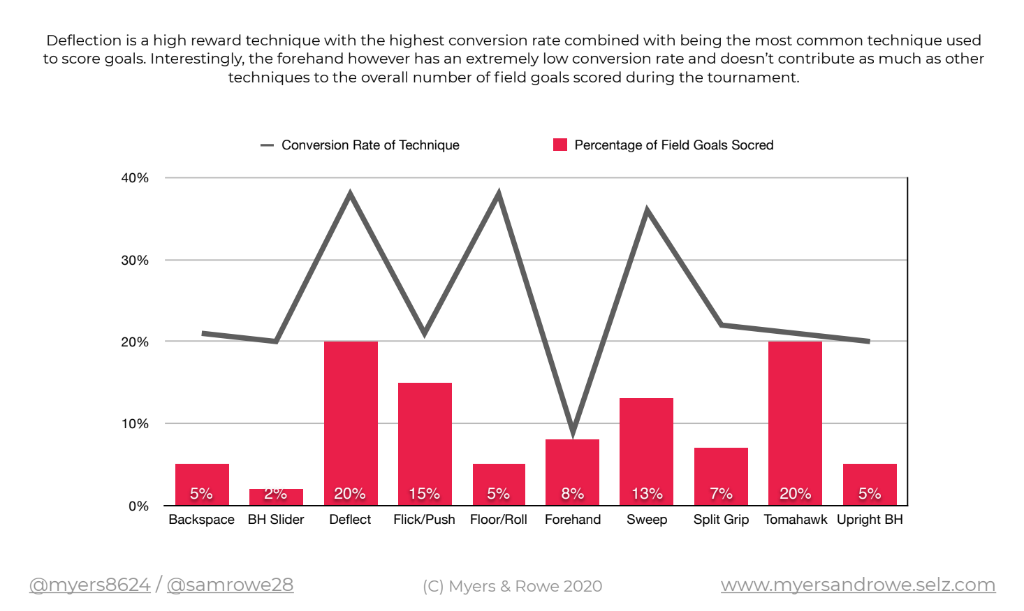 Deflection is a high reward technique with the highest conversion rate combined with being the most common technique used
to score goals. Interestingly, the forehand however has an extremely low conversion rate and doesn't contribute as much as other
techniques to the overall number of field goals scored during the tournament.
Conversion Rate of Technique
Percentage of Field Goals Socred
40%
30%
20%
10%
0%
5%
2%
20%
15%
5%
8%
13%
7%
20%
5%
Backspace
BH Slider
Deflect
Flick/Push
Floor/Roll
Forehand
Sweep
Split Grip
Tomahawk
Upright BH
@myers8624 / @samrowe28
(C) Myers & Rowe 2020
www.myersandrowe.selz.com